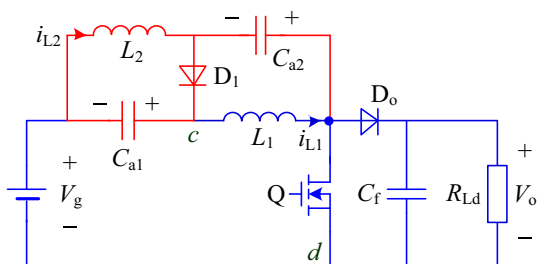 − +
i_L2 L_2 C_a2
D_1
− + D_o
C_a1 c L_1 i_L1
+ +
V_g Q C_f R_Ld V_o
− −
d